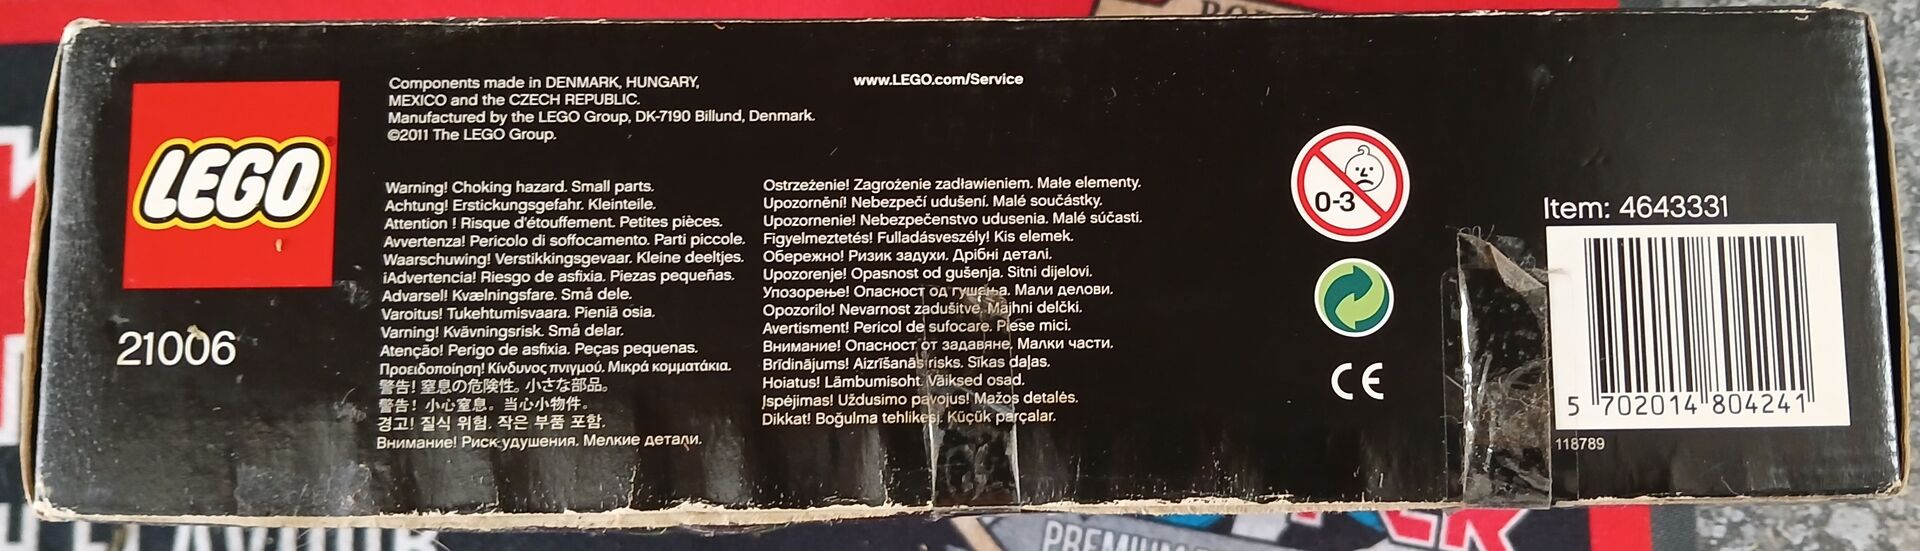 LEGO
®
21006
Components made in DENMARK, HUNGARY,
MEXICO and the CZECH REPUBLIC.
Manufactured by the LEGO Group, DK-7190 Billund, Denmark.
©2011 The LEGO Group.
www.LEGO.com/Service
Warning! Choking hazard. Small parts.
Achtung! Erstickungsgefahr. Kleinteile.
Attention ! Risque d'étouffement. Petites pièces.
Avvertenza! Pericolo di soffocamento. Parti piccole.
Waarschuwing! Verstikkingsgevaar. Kleine deeltjes.
¡Advertencia! Riesgo de asfixia. Piezas pequeñas.
Advarsel! Kvælningsfare. Små dele.
Varoitus! Tukehtumisvaara. Pieniä osia.
Varning! Kvävningsrisk. Små delar.
Atenção! Perigo de asfixia. Peças pequenas.
Προειδοποίηση! Κίνδυνος πνιγμού. Μικρά κομματάκια.
警告! 窒息の危険性。小さな部品。
警告! 小心窒息。当心小物件。
경고! 질식 위험. 작은 부품 포함.
Внимание! Риск удушения. Мелкие детали.
Ostrzeżenie! Zagrożenie zadławieniem. Małe elementy.
Upozornění! Nebezpečí udušení. Malé součástky.
Upozornenie! Nebezpečenstvo udusenia. Malé súčasti.
Figyelmeztetés! Fulladásveszély! Kis elemek.
Обережно! Ризик задухи. Дрібні деталі.
Upozorenje! Opasnost od gušenja. Sitni dijelovi.
Упозорење! Опасност од гушања. Мали делови.
Opozorilo! Nevarnost zadušitve. Majhni delčki.
Avertisment! Pericol de sufocare. Piese mici.
Внимание! Опасност от задавяне. Малки части.
Brīdinājums! Aizrīšanās risks. Sīkas daļas.
Hoiatus! Lämbumisoht. Väiksed osad.
Įspėjimas! Uždusimo pavojus! Mažos detalės.
Dikkat! Boğulma tehlikesi. Küçük parçalar.
0-3
CE
Item: 4643331
5 702014 804241
118789
PREMIUM